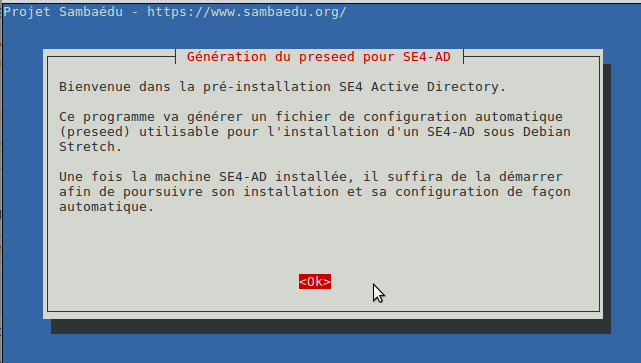 Projet Sambaédu - https://www.sambaedu.org/
Génération du preseed pour SE4-AD
Bienvenue dans la pré-installation SE4 Active Directory.
Ce programme va générer un fichier de configuration automatique
(preseed) utilisable pour l'installation d'un SE4-AD sous Debian
Stretch.
Une fois la machine SE4-AD installée, il suffira de la démarrer
afin de poursuivre son installation et sa configuration de façon
automatique.
<Ok>